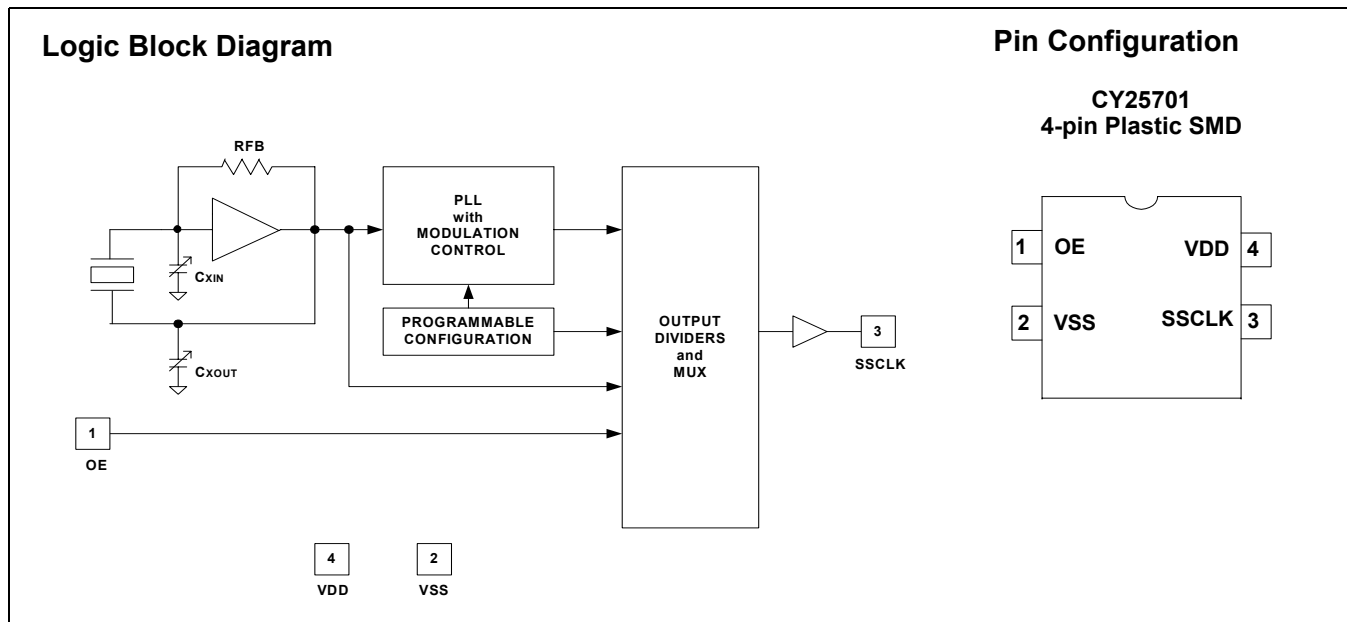 Logic Block Diagram
RFB
CXIN
CXOUT
PLL
with
MODULATION
CONTROL
PROGRAMMABLE
CONFIGURATION
OUTPUT
DIVIDERS
and
MUX
3
SSCLK
1
OE
4
VDD
2
VSS
Pin Configuration
CY25701
4-pin Plastic SMD
1 OE
VDD 4
2 VSS
SSCLK 3